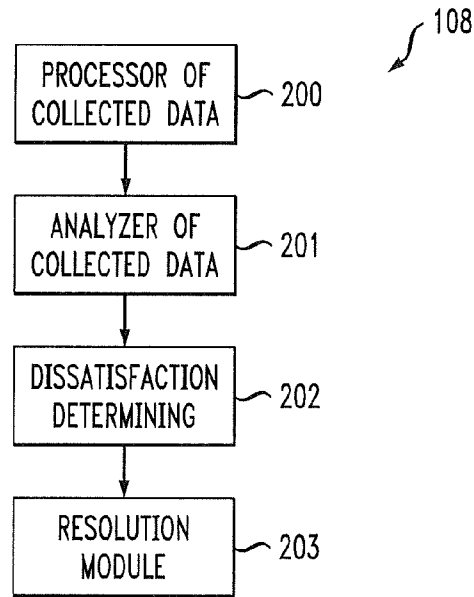 108
PROCESSOR OF
COLLECTED DATA
200
ANALYZER OF
COLLECTED DATA
201
DISSATISFACTION
DETERMINING
202
RESOLUTION
MODULE
203